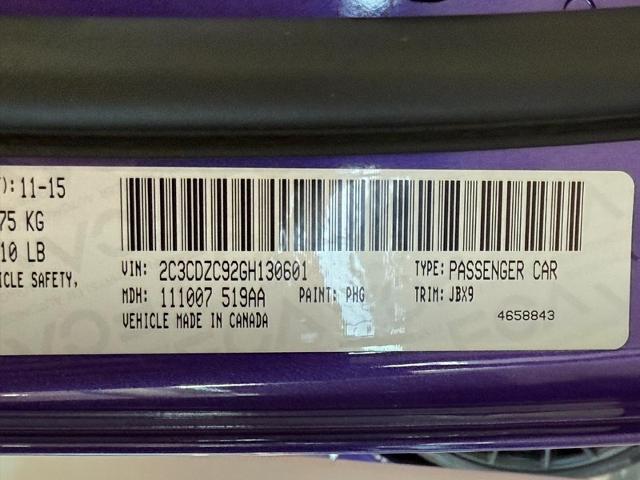 ): 11-15
75 KG
10 LB
ICLE SAFETY,
VIN: 2C3CDZC92GH130601 TYPE: PASSENGER CAR
MDH: 111007 519AA PAINT: PHG TRIM: JBX9
VEHICLE MADE IN CANADA 4658843